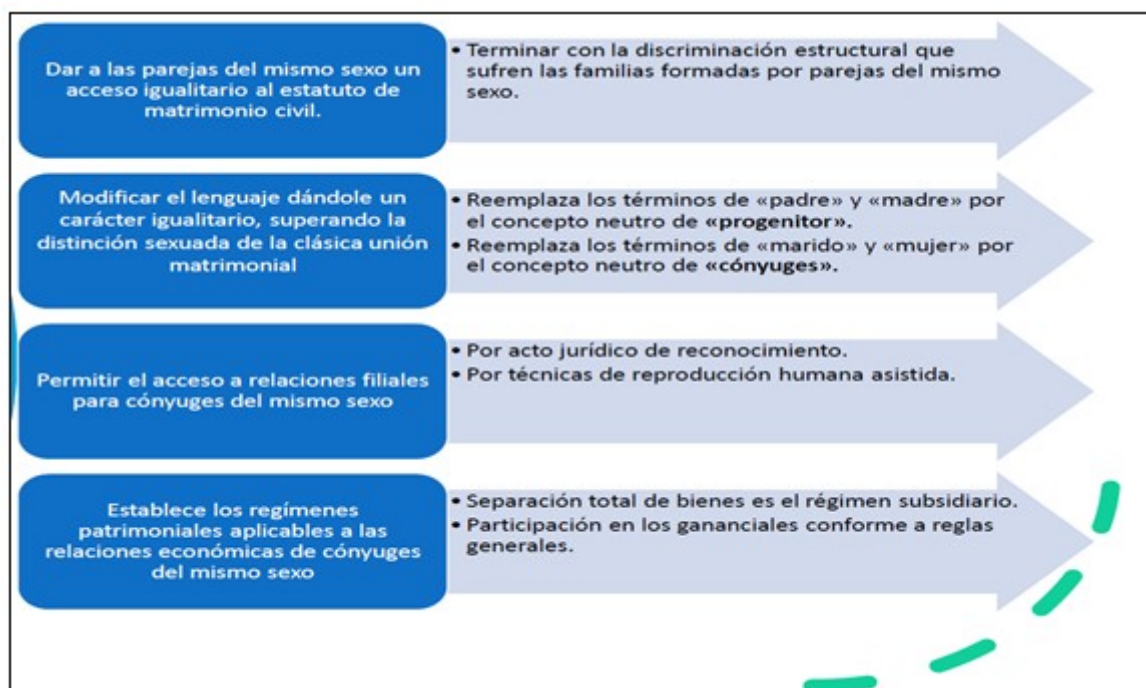 Dar a las parejas del mismo sexo un
acceso igualitario al estatuto de
matrimonio civil.
• Terminar con la discriminación estructural que
sufren las familias formadas por parejas del mismo
sexo.
Modificar el lenguaje dándole un
carácter igualitario, superando la
distinción sexuada de la clásica unión
matrimonial
• Reemplaza los términos de «padre» y «madre» por
el concepto neutro de «progenitor».
• Reemplaza los términos de «marido» y «mujer» por
el concepto neutro de «cónyuges».
Permitir el acceso a relaciones filiales
para cónyuges del mismo sexo
• Por acto jurídico de reconocimiento.
• Por técnicas de reproducción humana asistida.
Establece los regímenes
patrimoniales aplicables a las
relaciones económicas de cónyuges
del mismo sexo
• Separación total de bienes es el régimen subsidiario.
• Participación en los gananciales conforme a reglas
generales.